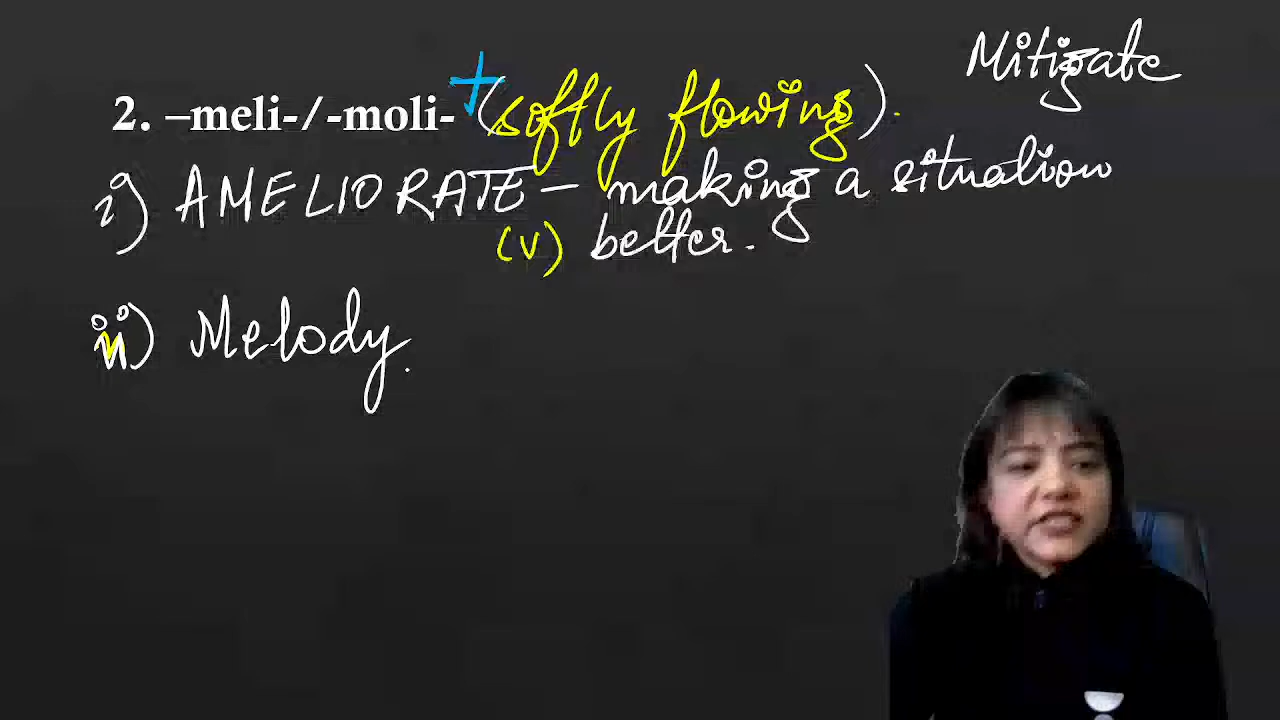 Mitigate
2. –meli-/-moli- + (softly flowing).
i) AMELIORATE – making a situation
(v) better.
ii) Melody.